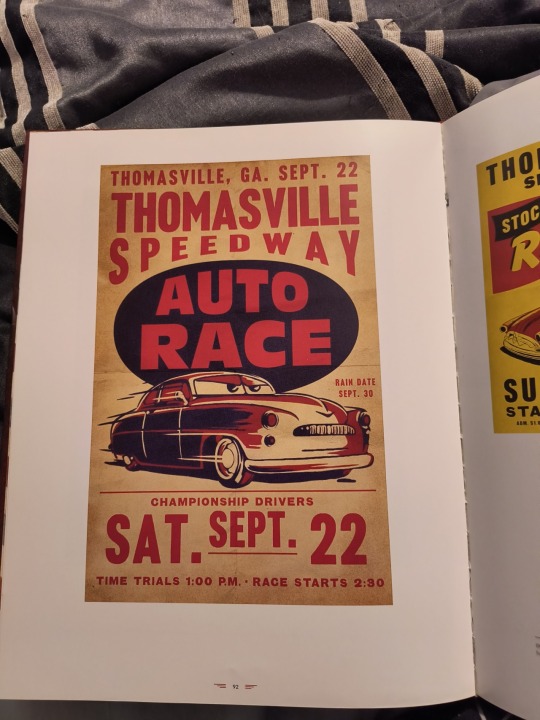 THOMASVILLE, GA. SEPT. 22
THOMASVILLE
SPEEDWAY
AUTO
RACE
RAIN DATE
SEPT. 30
CHAMPIONSHIP DRIVERS
SAT. SEPT. 22
TIME TRIALS 1:00 P.M. · RACE STARTS 2:30
92
THO
S
STOC
R
SU
STA